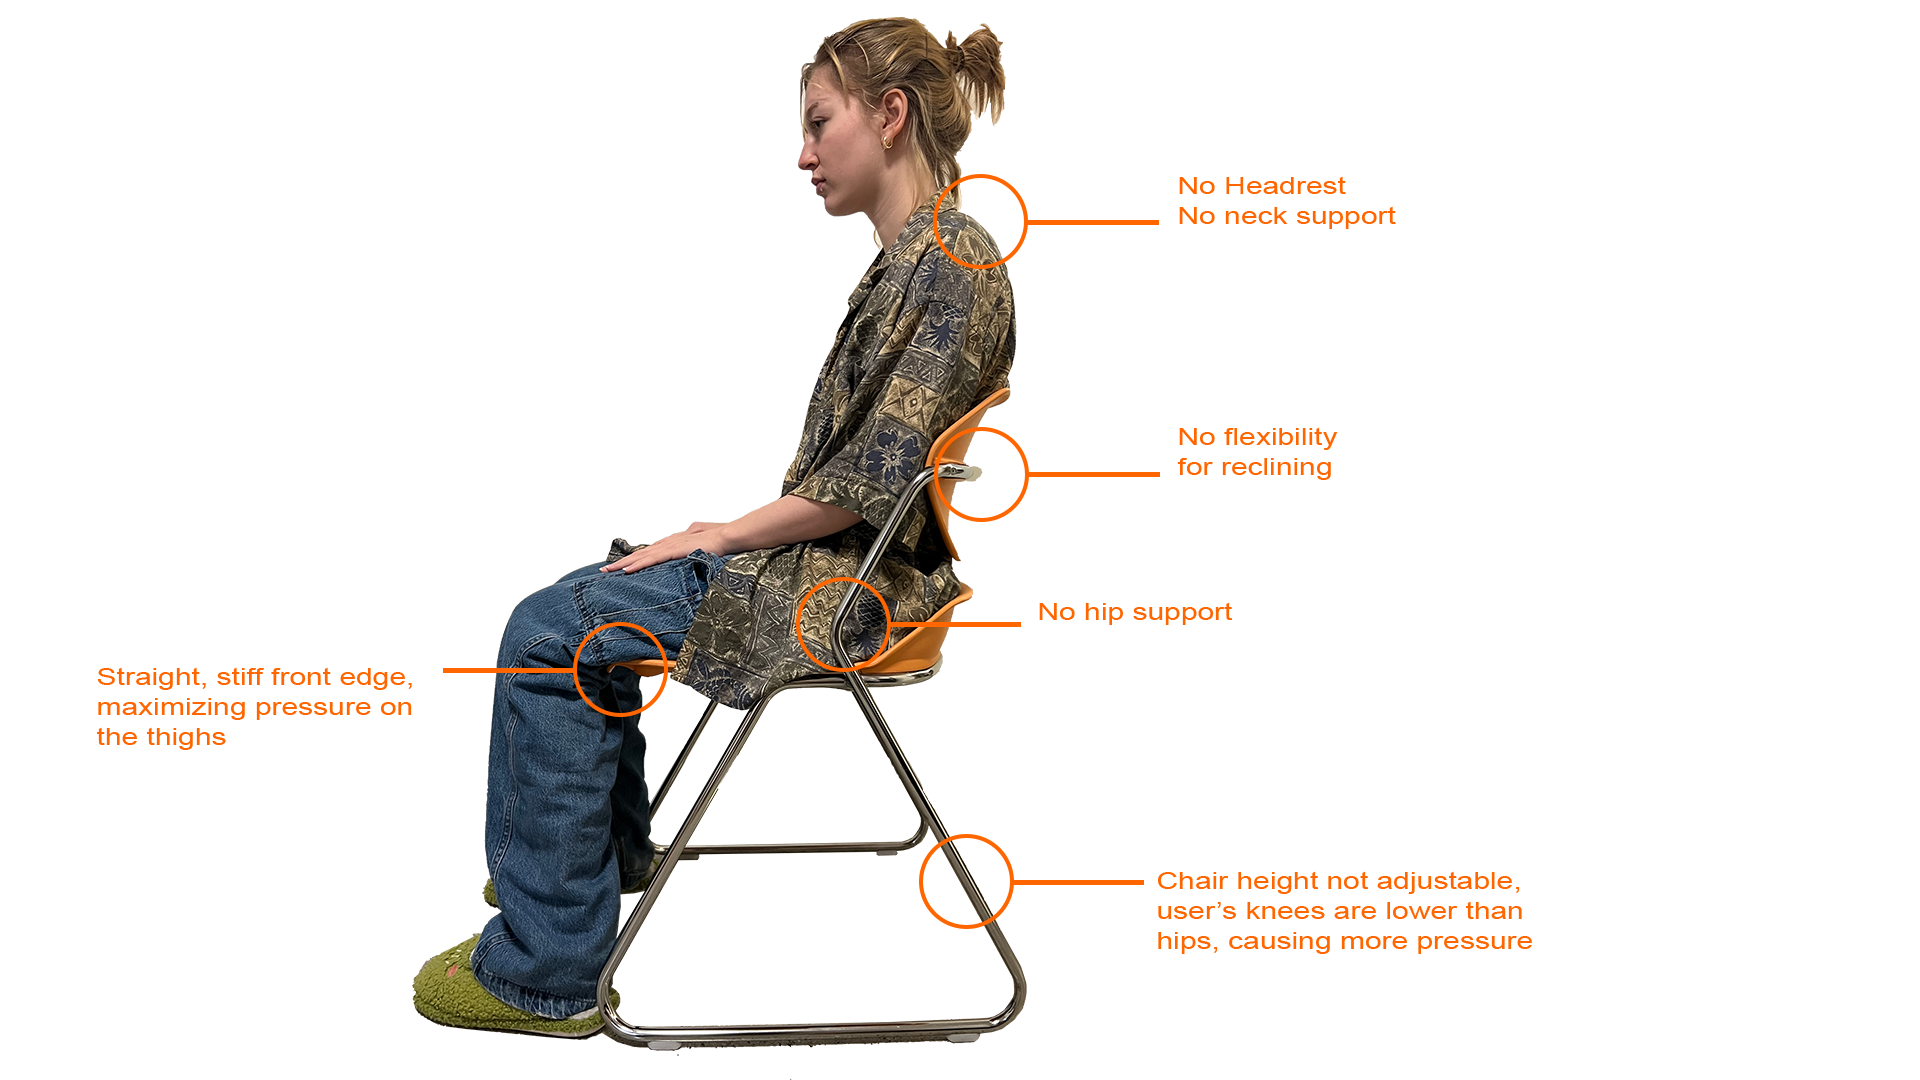 No Headrest
No neck support
No flexibility
for reclining
No hip support
Straight, stiff front edge,
maximizing pressure on
the thighs
Chair height not adjustable,
user’s knees are lower than
hips, causing more pressure